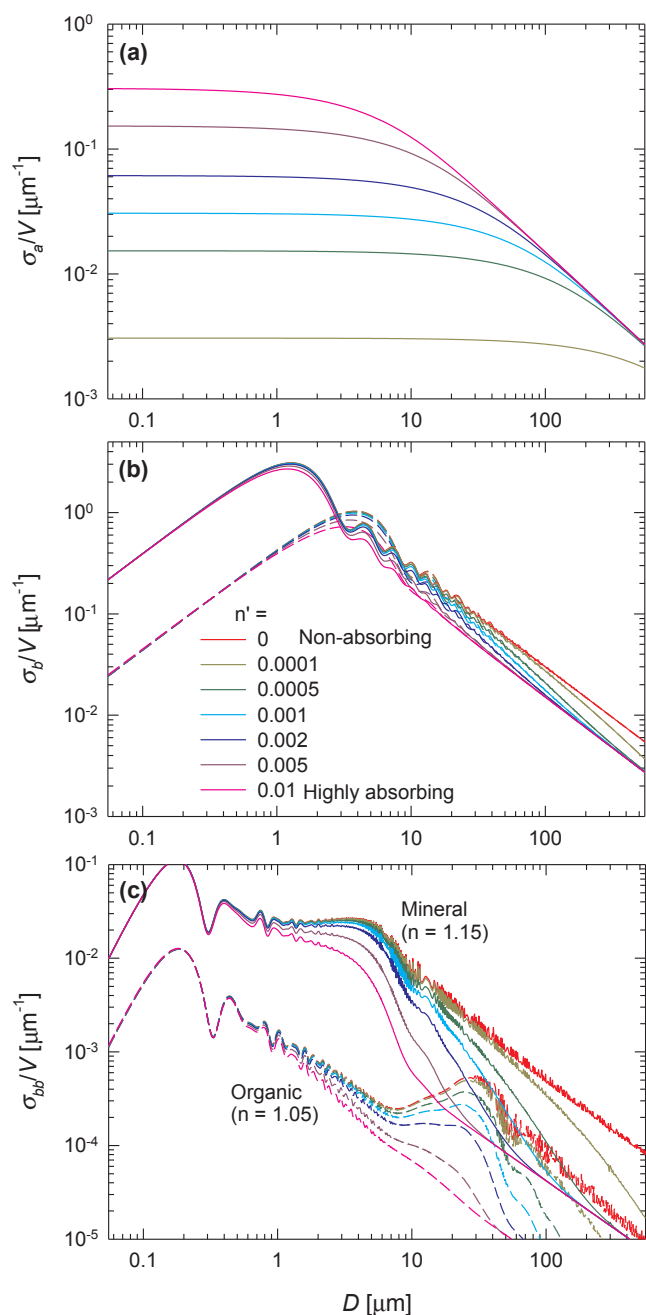 (a)
10⁰
10⁻¹
10⁻²
10⁻³
σₐ/V [μm⁻¹]
0.1 1 10 100
(b)
10⁰
10⁻¹
10⁻²
10⁻³
σ_b/V [μm⁻¹]
n' =
0 Non-absorbing
0.0001
0.0005
0.001
0.002
0.005
0.01 Highly absorbing
0.1 1 10 100
(c)
10⁻¹
10⁻²
10⁻³
10⁻⁴
10⁻⁵
σ_bb/V [μm⁻¹]
Mineral
(n = 1.15)
Organic
(n = 1.05)
0.1 1 10 100
D [μm]